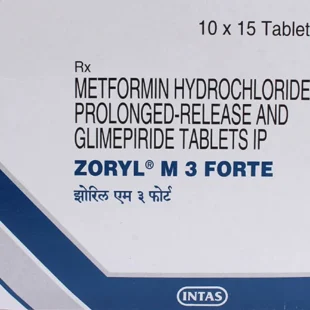 10 x 15 Tablet
Rx
METFORMIN HYDROCHLORIDE
PROLONGED-RELEASE AND
GLIMEPIRIDE TABLETS IP
ZORYL® M 3 FORTE
झोरिल एम ३ फोर्ट
INTAS